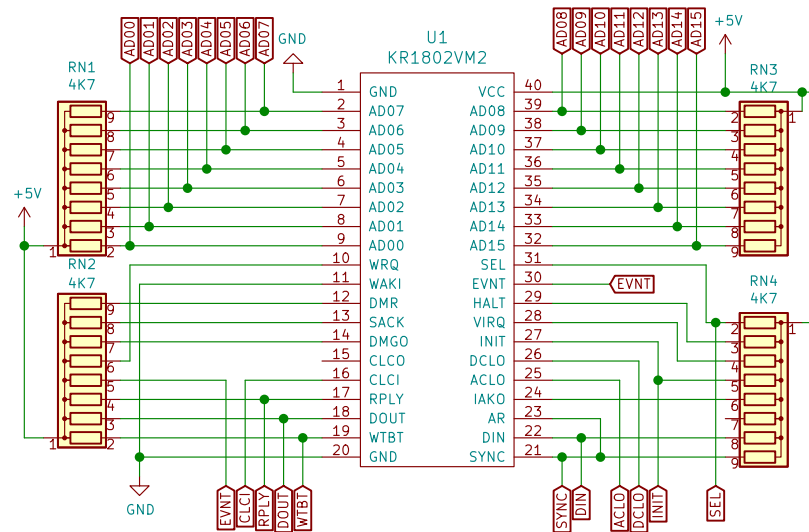 AD00
AD01
AD02
AD03
AD04
AD05
AD06
AD07
GND
U1
KR1802VM2
AD08
AD09
AD10
AD11
AD12
AD13
AD14
AD15
+5V
RN1
4K7
RN3
4K7
1 GND VCC 40
2 AD07 AD08 39
3 AD06 AD09 38
4 AD05 AD10 37
5 AD04 AD11 36
6 AD03 AD12 35
7 AD02 AD13 34
8 AD01 AD14 33
9 AD00 AD15 32
10 WRQ SEL 31
11 WAKI EVNT 30
12 DMR HALT 29
13 SACK VIRQ 28
14 DMGO INIT 27
15 CLCO DCLO 26
16 CLCI ACLO 25
17 RPLY IAKO 24
18 DOUT AR 23
19 WTBT DIN 22
20 GND SYNC 21
9
8
7
6
5
4
3
1 2
+5V
2 1
3
4
5
6
7
8
9
EVNT
RN2
4K7
9
8
7
6
5
4
3
1 2
RN4
4K7
2 1
3
4
5
6
7
8
9
GND
EVNT
CLCI
RPLY
DOUT
WTBT
SYNC
DIN
ACLO
DCLO
INIT
SEL